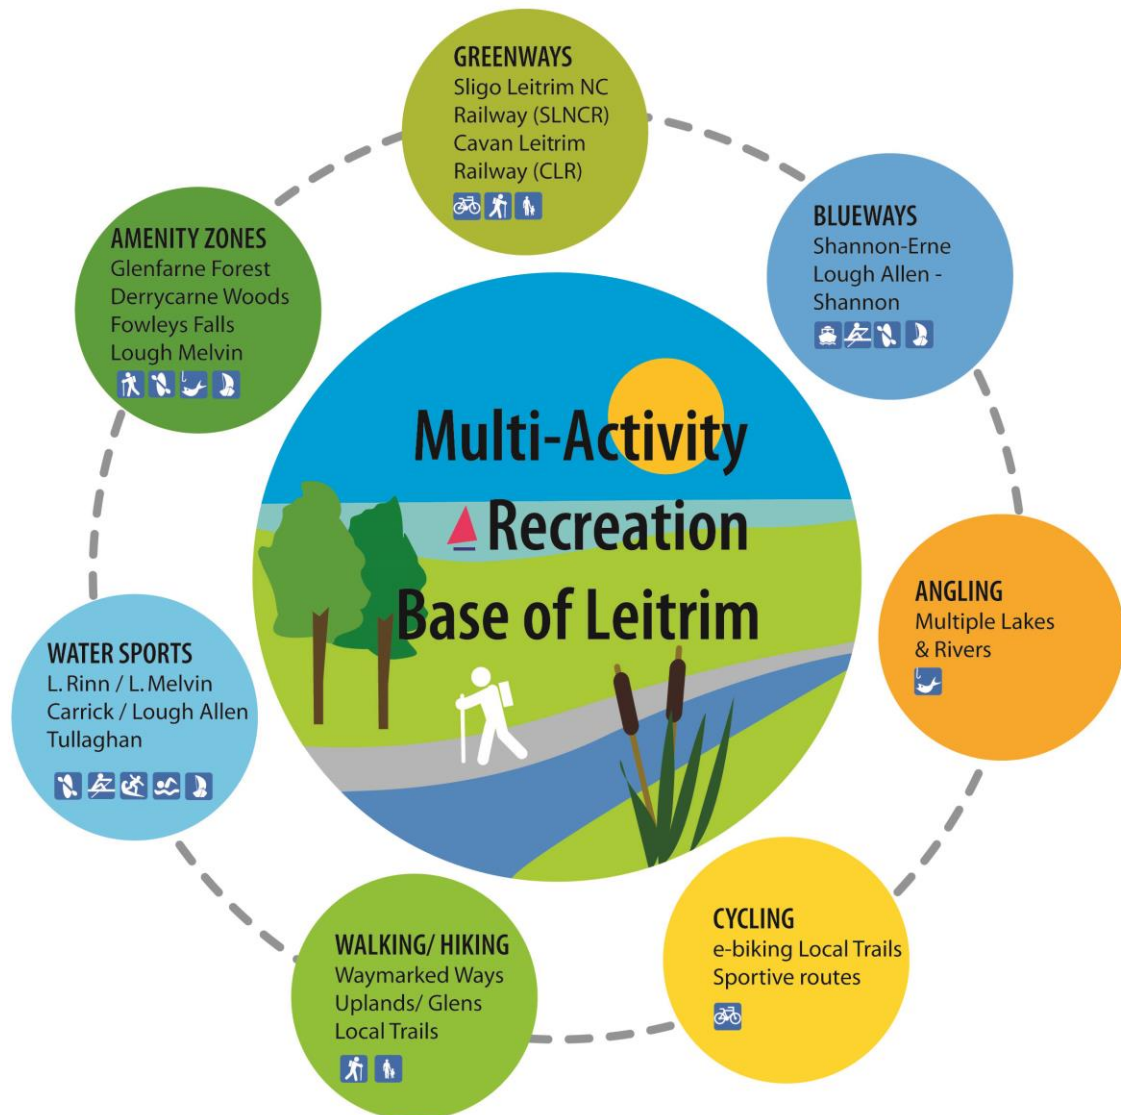 GREENWAYS
Sligo Leitrim NC
Railway (SLNCR)
Cavan Leitrim
Railway (CLR)
BLUEWAYS
Shannon-Erne
Lough Allen -
Shannon
ANGLING
Multiple Lakes
& Rivers
CYCLING
e-biking Local Trails
Sportive routes
WALKING/ HIKING
Waymarked Ways
Uplands/ Glens
Local Trails
WATER SPORTS
L. Rinn / L. Melvin
Carrick / Lough Allen
Tullaghan
AMENITY ZONES
Glenfarne Forest
Derrycarne Woods
Fowleys Falls
Lough Melvin
Multi-Activity
Recreation
Base of Leitrim